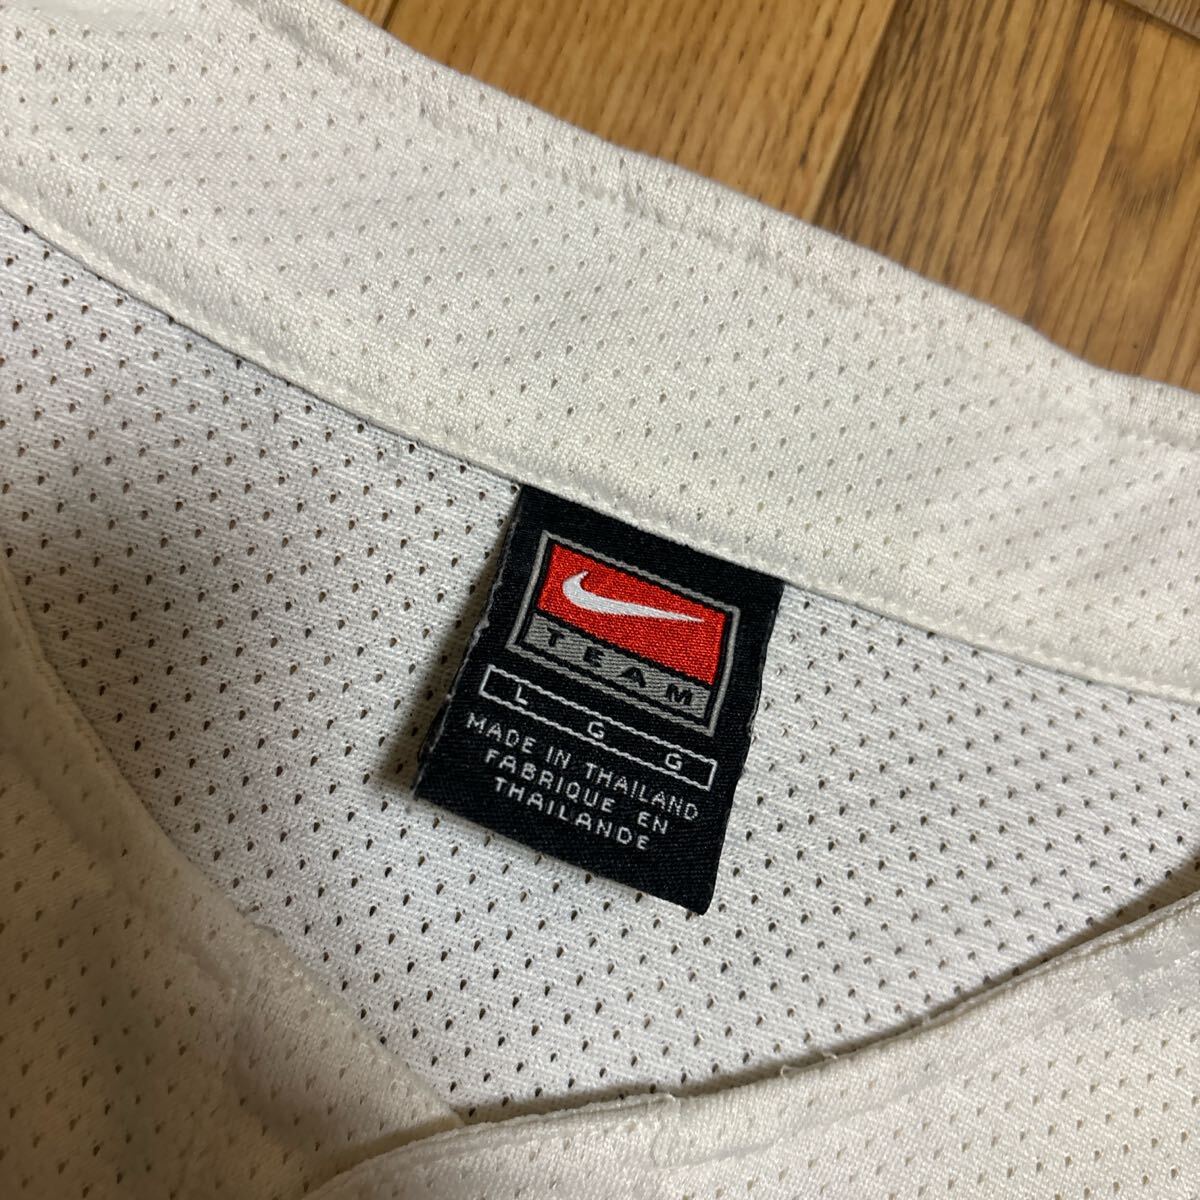 TEAM
L G G
MADE IN THAILAND
FABRIQUE EN
THAILANDE